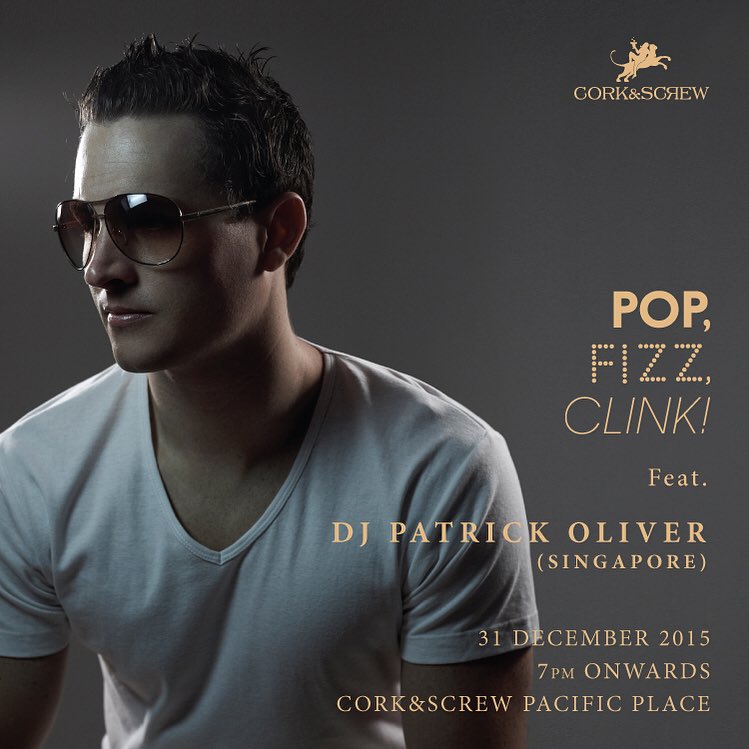 CORK&SCREW
POP,
FIZZ,
CLINK!
Feat.
DJ PATRICK OLIVER
(SINGAPORE)
31 DECEMBER 2015
7PM ONWARDS
CORK&SCREW PACIFIC PLACE